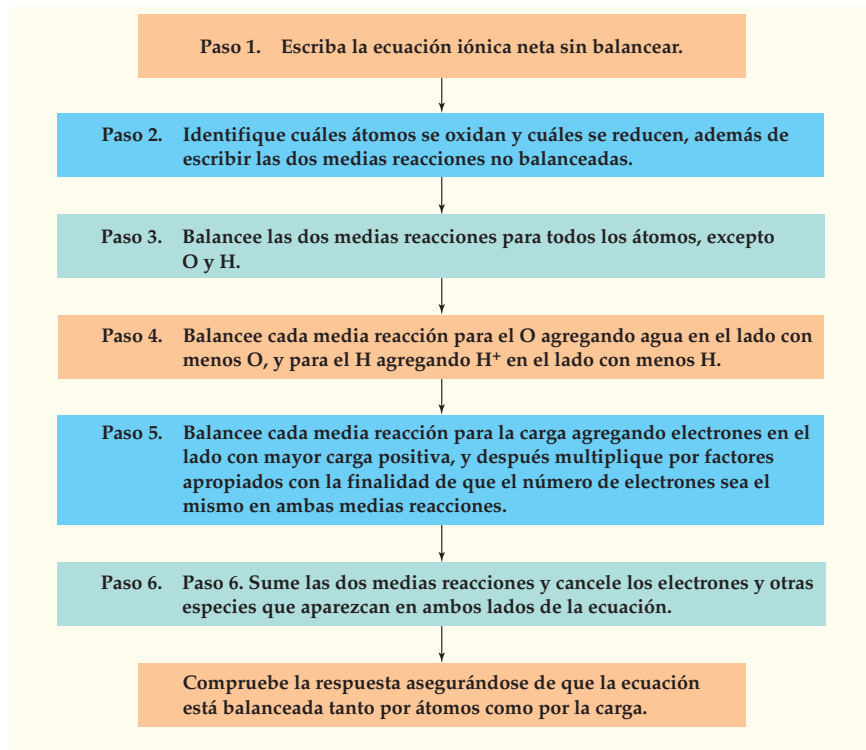 Paso 1. Escriba la ecuación iónica neta sin balancear.
Paso 2. Identifique cuáles átomos se oxidan y cuáles se reducen, además de
escribir las dos medias reacciones no balanceadas.
Paso 3. Balancee las dos medias reacciones para todos los átomos, excepto
O y H.
Paso 4. Balancee cada media reacción para el O agregando agua en el lado con
menos O, y para el H agregando H⁺ en el lado con menos H.
Paso 5. Balancee cada media reacción para la carga agregando electrones en el
lado con mayor carga positiva, y después multiplique por factores
apropiados con la finalidad de que el número de electrones sea el
mismo en ambas medias reacciones.
Paso 6. Paso 6. Sume las dos medias reacciones y cancele los electrones y otras
especies que aparezcan en ambos lados de la ecuación.
Compruebe la respuesta asegurándose de que la ecuación
está balanceada tanto por átomos como por la carga.